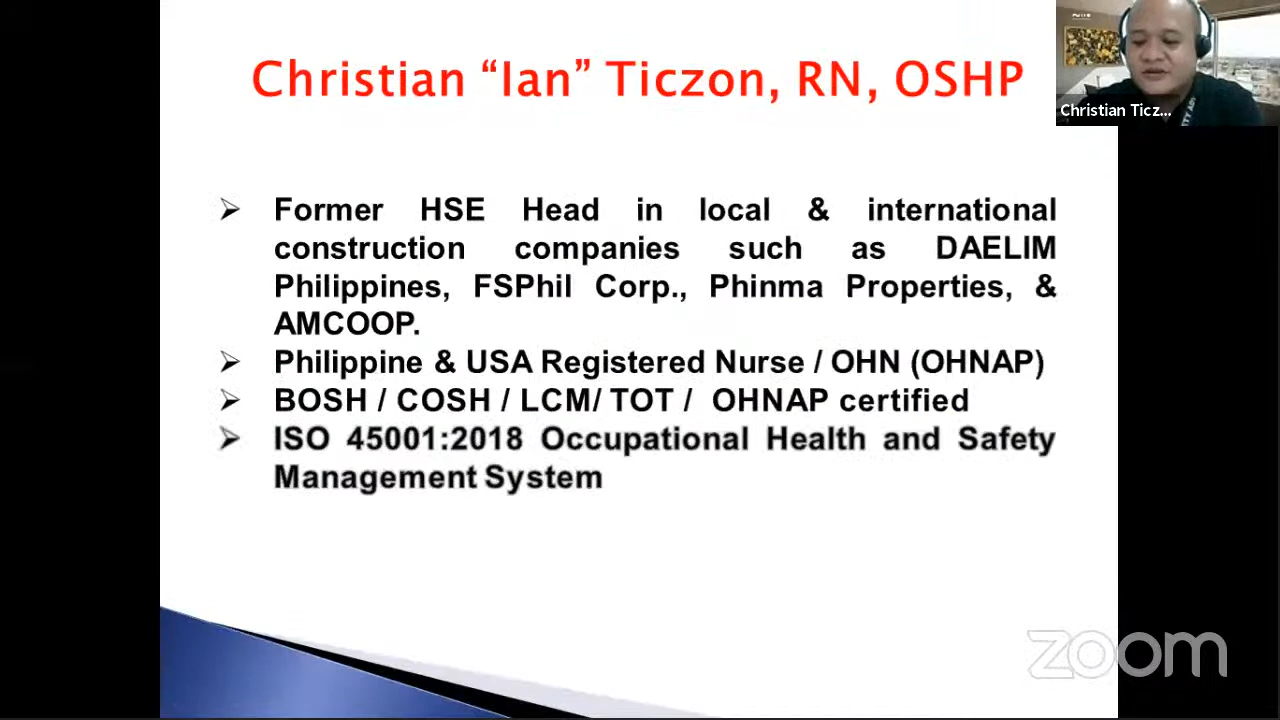 Christian “Ian” Ticzon, RN, OSHP
Christian Ticz...
➢ Former HSE Head in local & international
construction companies such as DAELIM
Philippines, FSPhil Corp., Phinma Properties, &
AMCOOP.
➢ Philippine & USA Registered Nurse / OHN (OHNAP)
➢ BOSH / COSH / LCM/ TOT / OHNAP certified
➢ ISO 45001:2018 Occupational Health and Safety
Management System
zoom